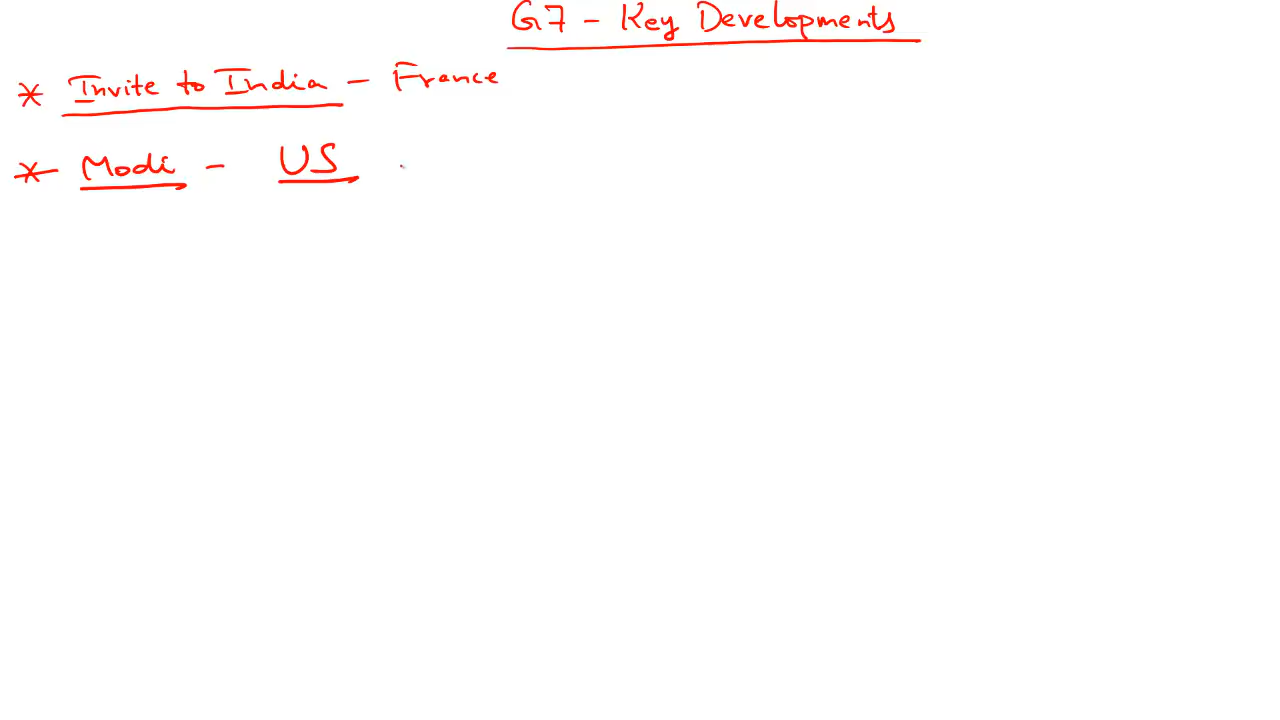 G7 - Key Developments
* Invite to India - France
* Modi - US